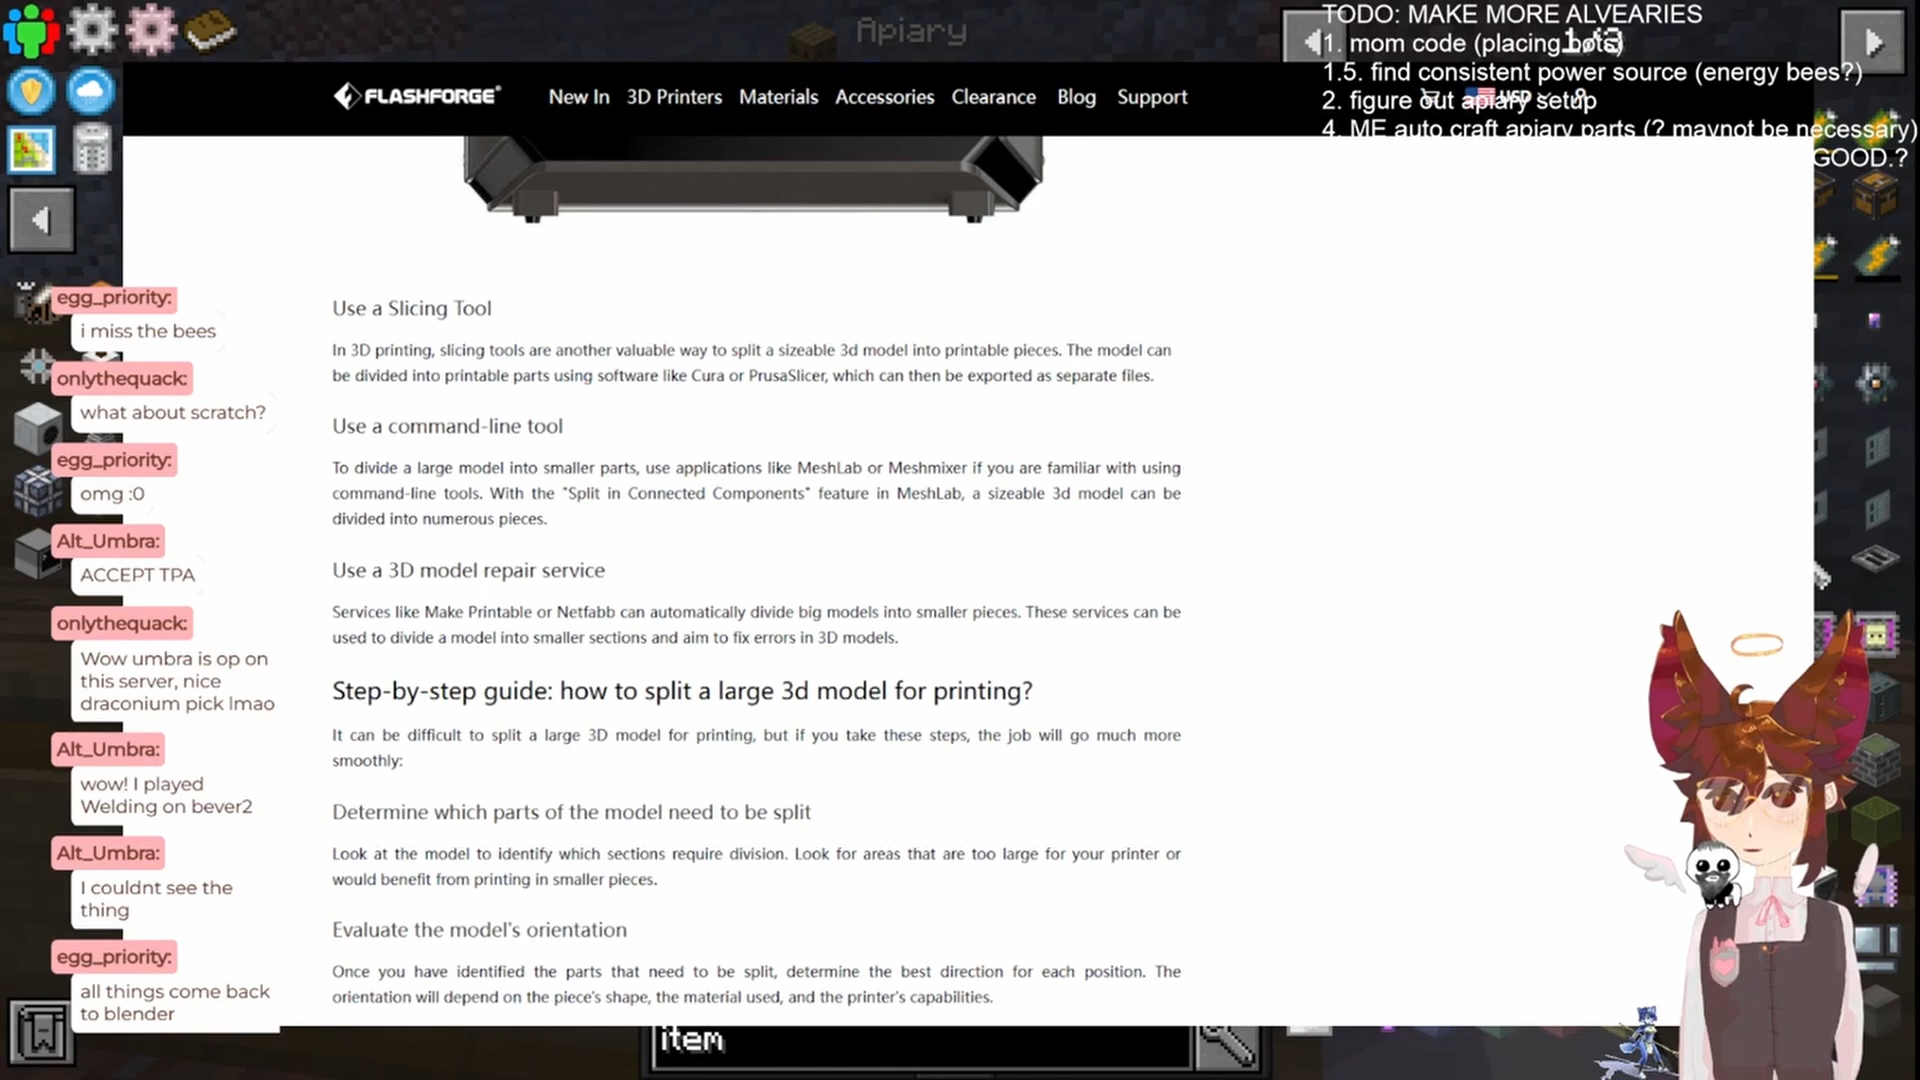 Apiary
TODO: MAKE MORE ALVEARIES
1. mom code (placing bots)
1.5. find consistent power source (energy bees?)
2. figure out apiary setup
4. ME auto craft apiary parts (? maynot be necessary)
GOOD.?
FLASHFORGE
New In 3D Printers Materials Accessories Clearance Blog Support
USD
egg_priority:
i miss the bees
onlythequack:
what about scratch?
egg_priority:
omg :0
Alt_Umbra:
ACCEPT TPA
onlythequack:
Wow umbra is op on
this server, nice
draconium pick lmao
Alt_Umbra:
wow! I played
Welding on bever2
Alt_Umbra:
I couldnt see the
thing
egg_priority:
all things come back
to blender
Use a Slicing Tool
In 3D printing, slicing tools are another valuable way to split a sizeable 3d model into printable pieces. The model can
be divided into printable parts using software like Cura or PrusaSlicer, which can then be exported as separate files.
Use a command-line tool
To divide a large model into smaller parts, use applications like MeshLab or Meshmixer if you are familiar with using
command-line tools. With the "Split in Connected Components" feature in MeshLab, a sizeable 3d model can be
divided into numerous pieces.
Use a 3D model repair service
Services like Make Printable or Netfabb can automatically divide big models into smaller pieces. These services can be
used to divide a model into smaller sections and aim to fix errors in 3D models.
Step-by-step guide: how to split a large 3d model for printing?
It can be difficult to split a large 3D model for printing, but if you take these steps, the job will go much more
smoothly:
Determine which parts of the model need to be split
Look at the model to identify which sections require division. Look for areas that are too large for your printer or
would benefit from printing in smaller pieces.
Evaluate the model's orientation
Once you have identified the parts that need to be split, determine the best direction for each position. The
orientation will depend on the piece's shape, the material used, and the printer's capabilities.
item